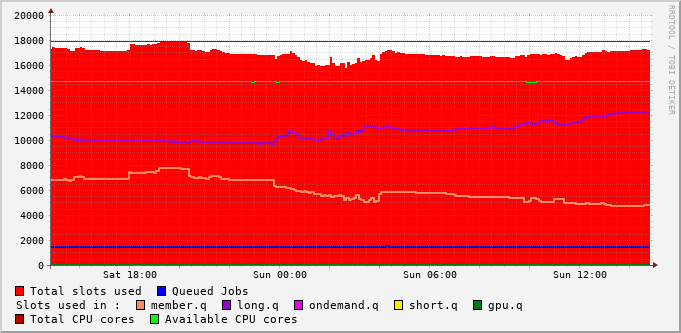 20000
18000
16000
14000
12000
10000
8000
6000
4000
2000
0
Sat 18:00 Sun 00:00 Sun 06:00 Sun 12:00
RRDTOOL / TOBI OETIKER
Total slots used Queued Jobs
Slots used in : member.q long.q ondemand.q short.q gpu.q
Total CPU cores Available CPU cores